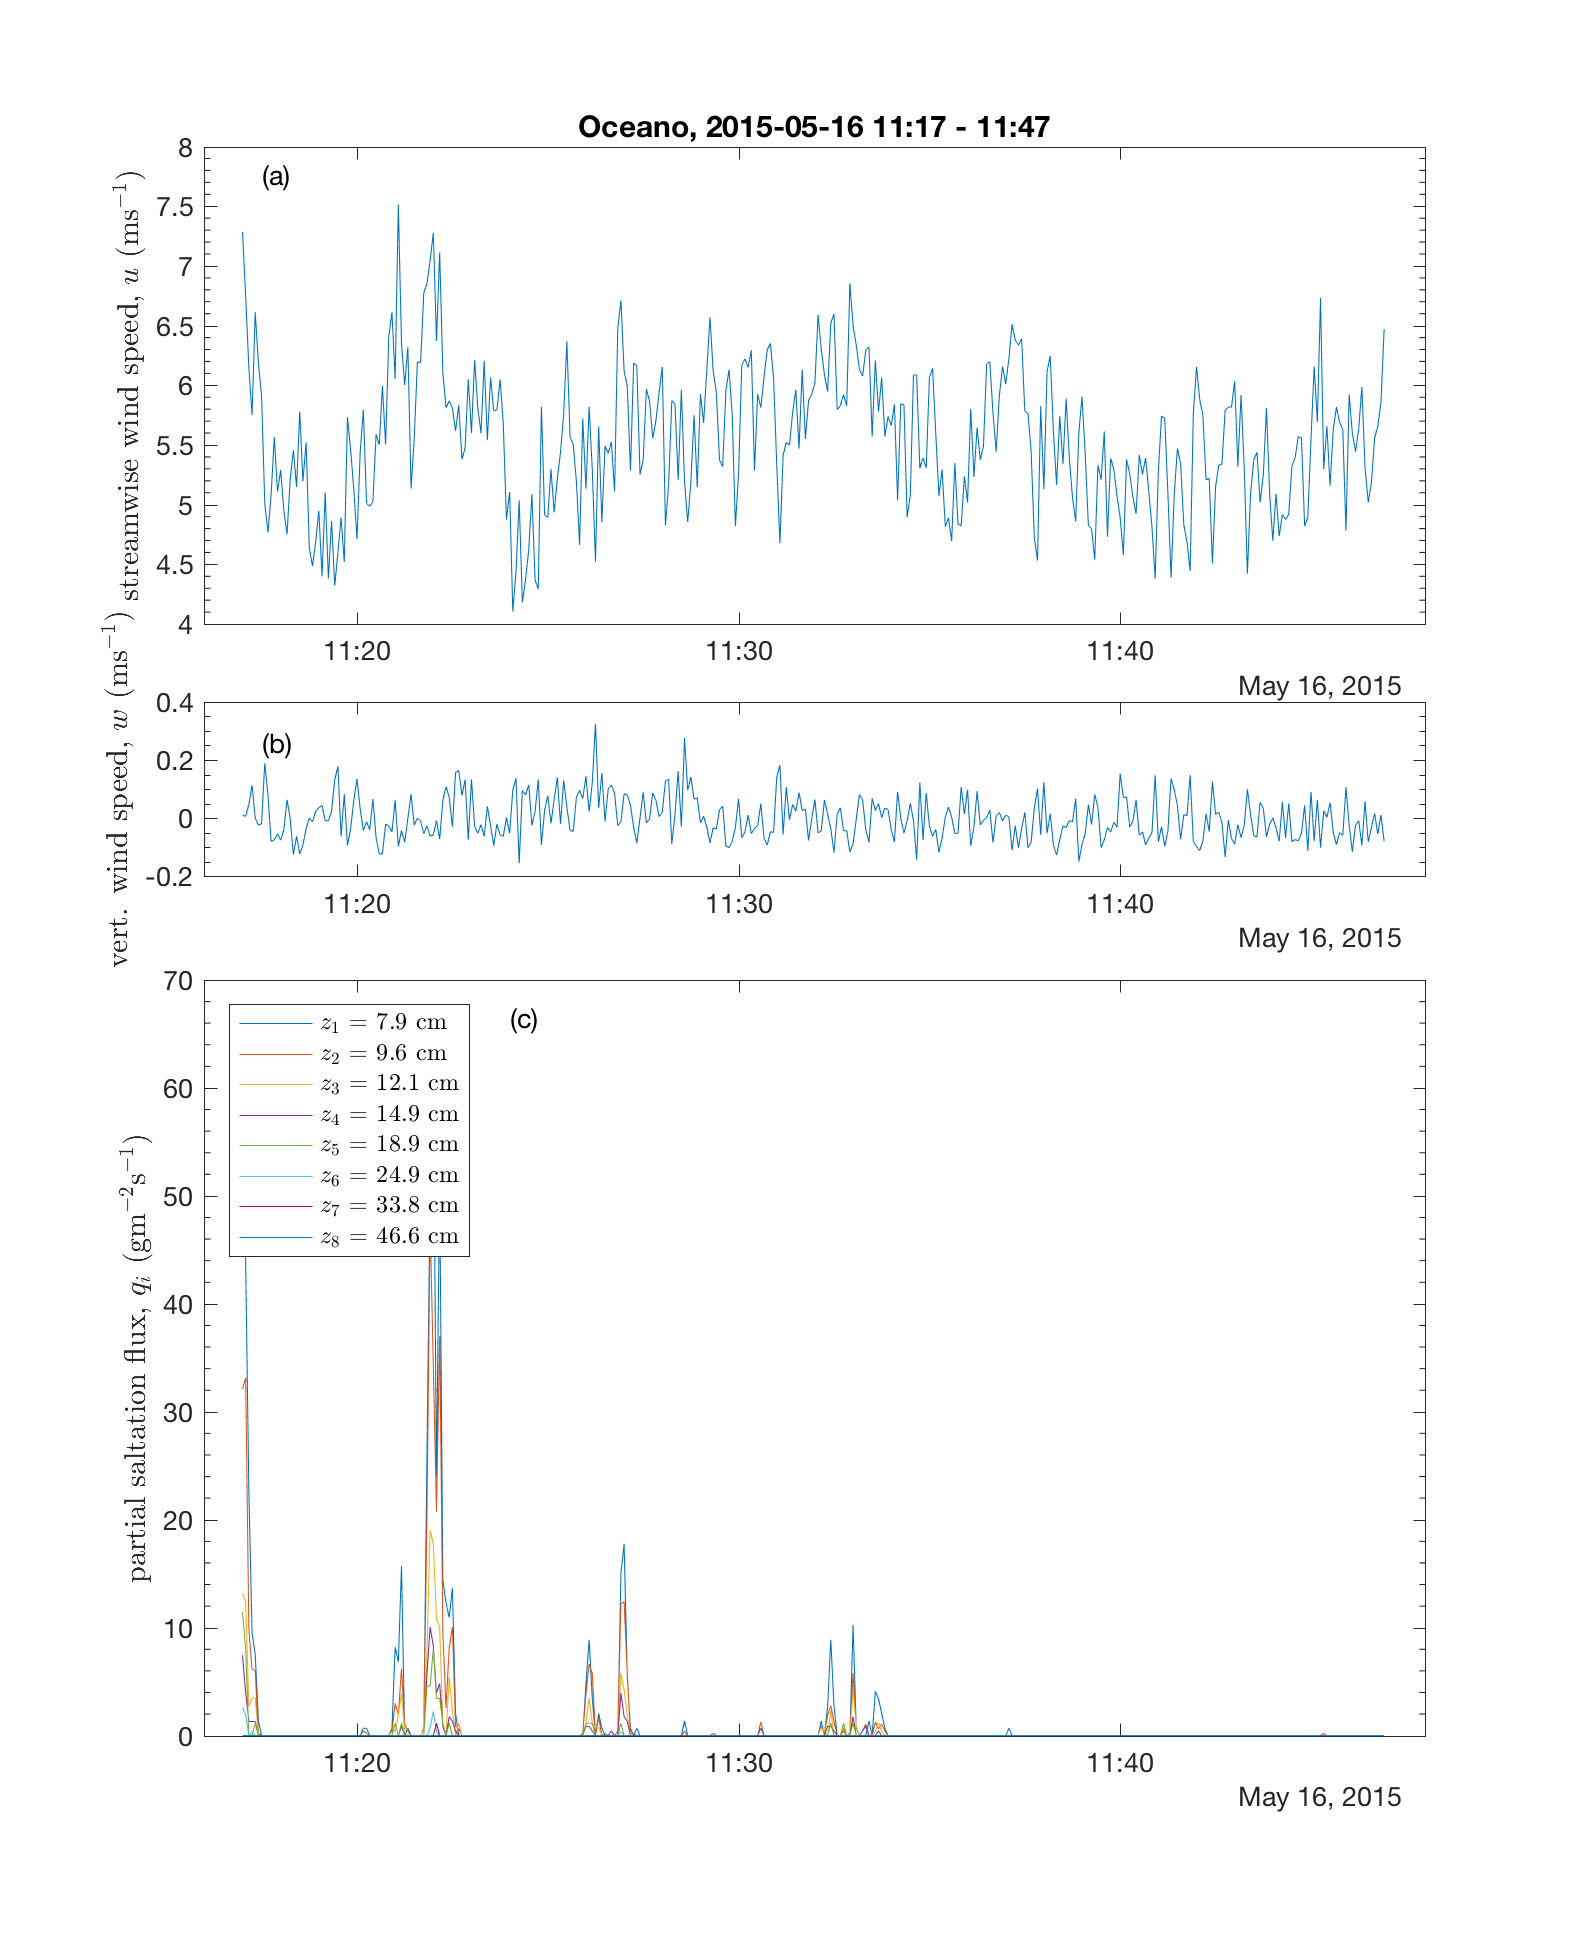 Oceano, 2015-05-16 11:17 - 11:47
(a)
streamwise wind speed, u (ms⁻¹)
8
7.5
7
6.5
6
5.5
5
4.5
4
11:20 11:30 11:40
May 16, 2015
(b)
vert. wind speed, w (ms⁻¹)
0.4
0.2
0
-0.2
11:20 11:30 11:40
May 16, 2015
(c)
partial saltation flux, qᵢ (gm⁻²s⁻¹)
70
60
50
40
30
20
10
0
z₁ = 7.9 cm
z₂ = 9.6 cm
z₃ = 12.1 cm
z₄ = 14.9 cm
z₅ = 18.9 cm
z₆ = 24.9 cm
z₇ = 33.8 cm
z₈ = 46.6 cm
11:20 11:30 11:40
May 16, 2015